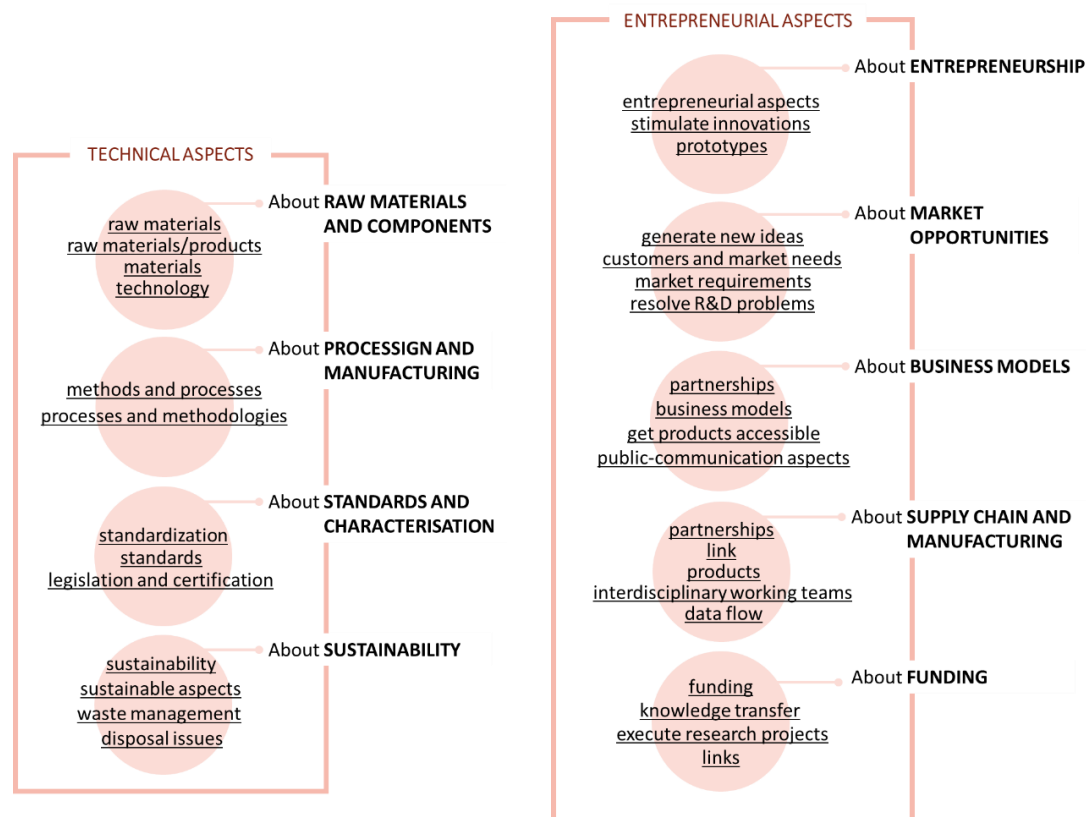 TECHNICAL ASPECTS
raw materials
raw materials/products
materials
technology
About RAW MATERIALS
AND COMPONENTS
methods and processes
processes and methodologies
About PROCESSIGN AND
MANUFACTURING
standardization
standards
legislation and certification
About STANDARDS AND
CHARACTERISATION
sustainability
sustainable aspects
waste management
disposal issues
About SUSTAINABILITY
ENTREPRENEURIAL ASPECTS
entrepreneurial aspects
stimulate innovations
prototypes
About ENTREPRENEURSHIP
generate new ideas
customers and market needs
market requirements
resolve R&D problems
About MARKET
OPPORTUNITIES
partnerships
business models
get products accessible
public-communication aspects
About BUSINESS MODELS
partnerships
link
products
interdisciplinary working teams
data flow
About SUPPLY CHAIN AND
MANUFACTURING
funding
knowledge transfer
execute research projects
links
About FUNDING